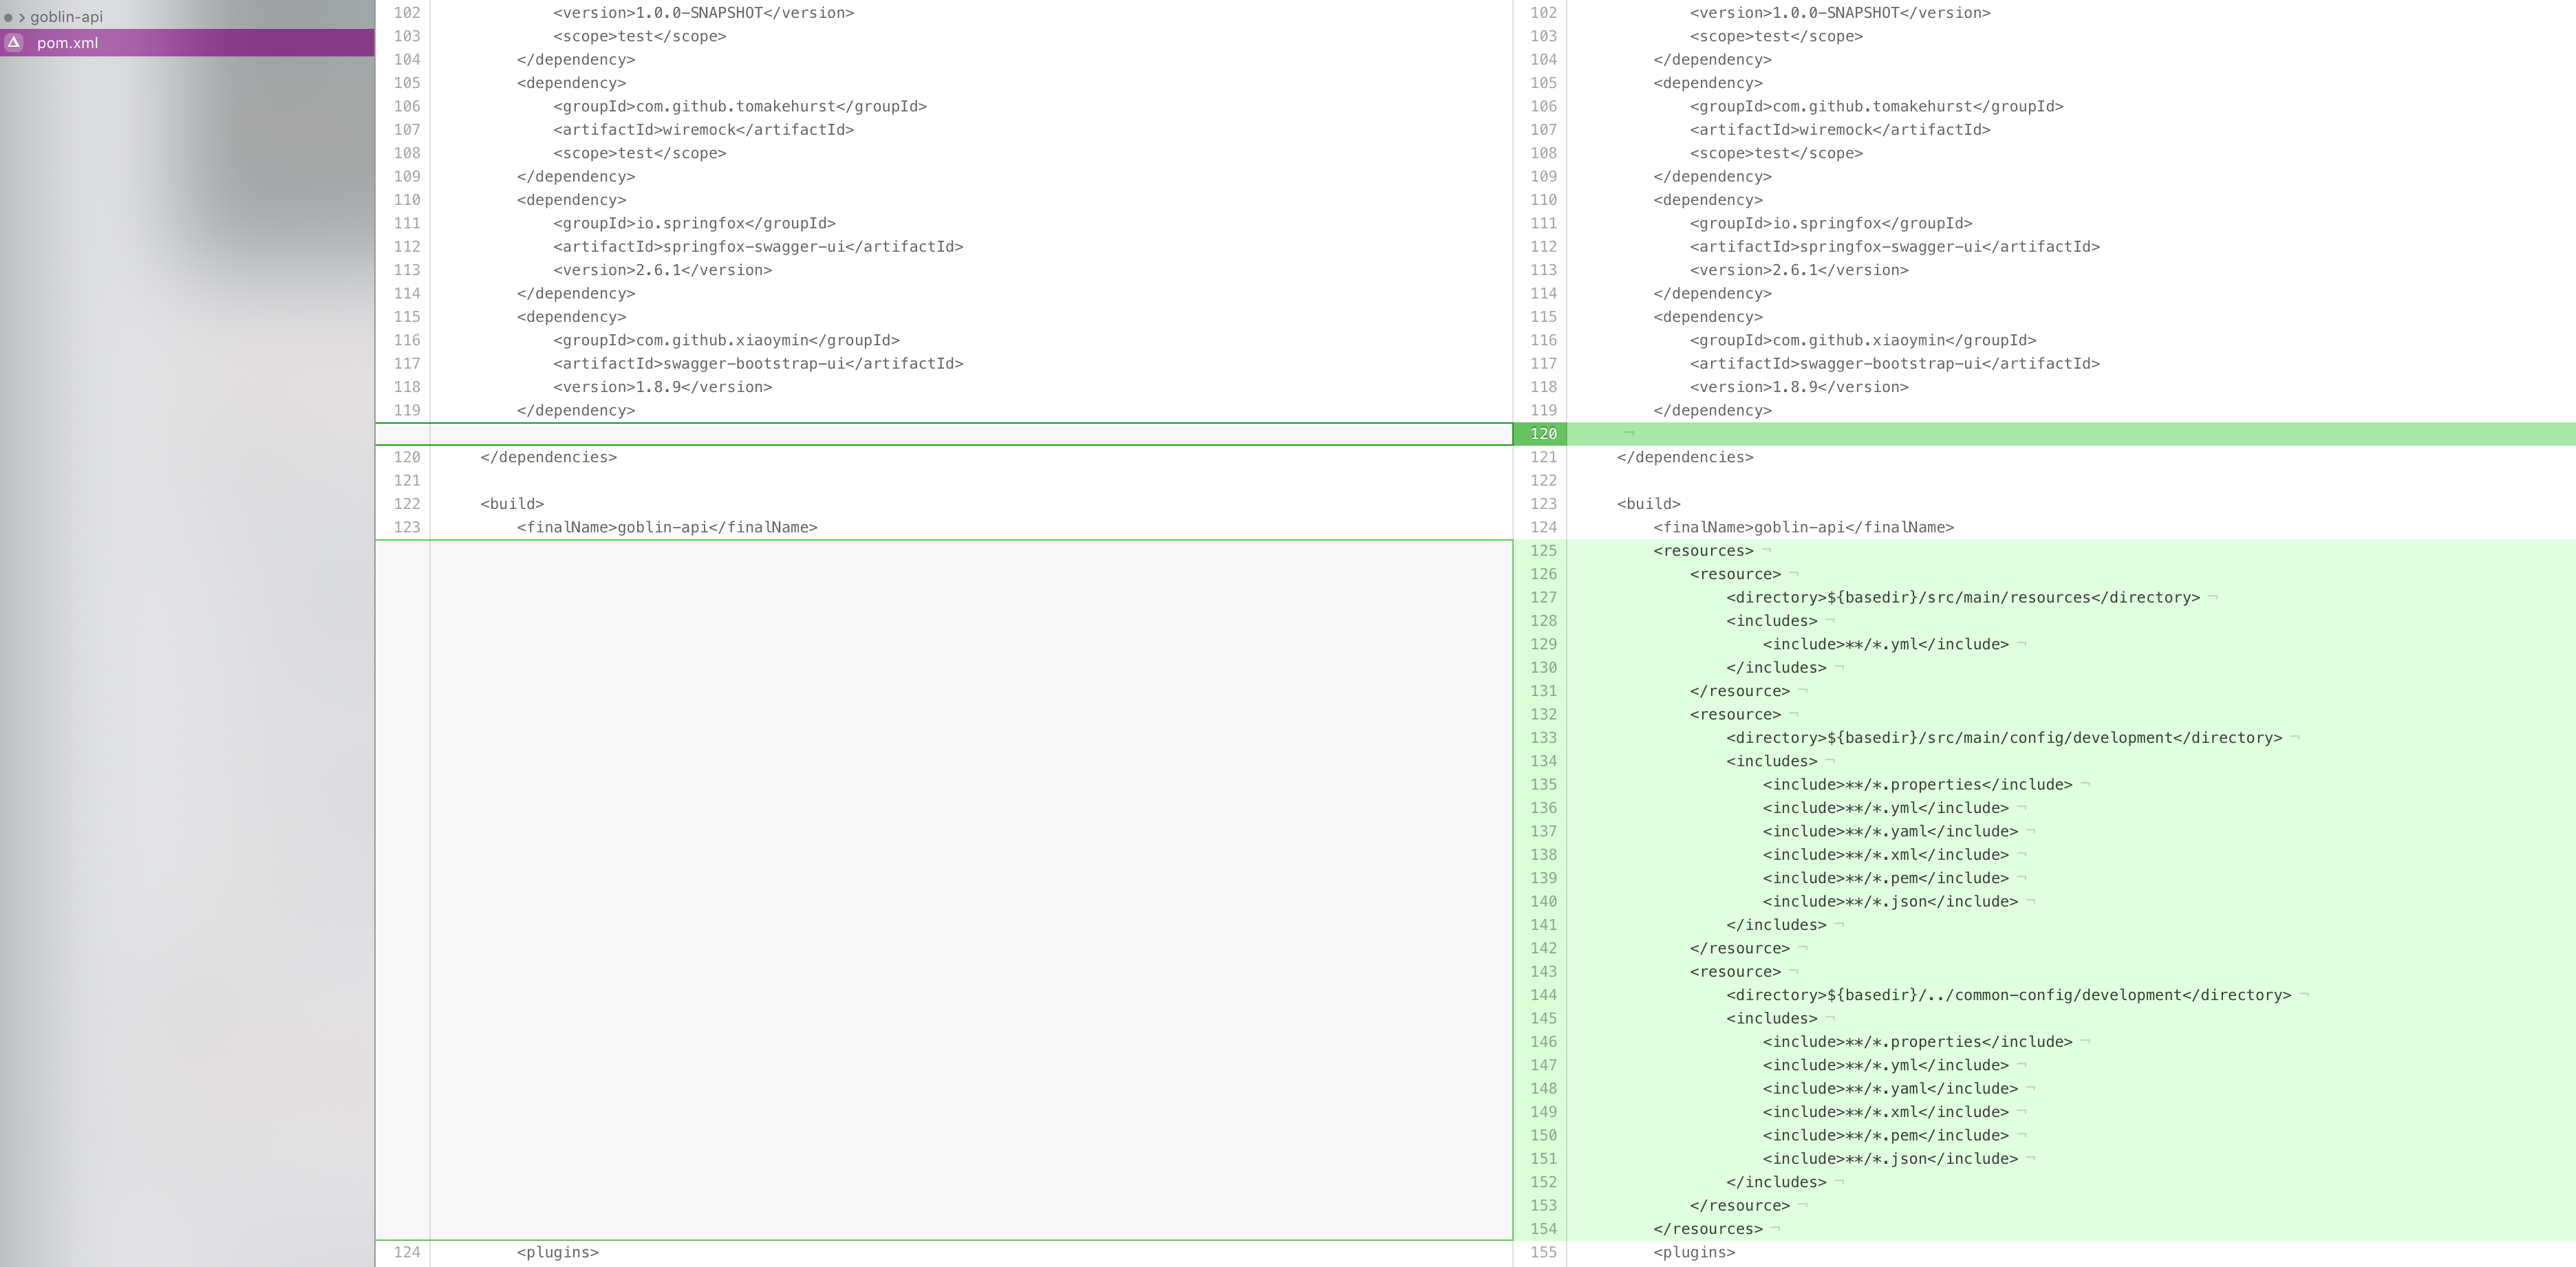 goblin-api
pom.xml
102 <version>1.0.0-SNAPSHOT</version>
103 <scope>test</scope>
104 </dependency>
105 <dependency>
106 <groupId>com.github.tomakehurst</groupId>
107 <artifactId>wiremock</artifactId>
108 <scope>test</scope>
109 </dependency>
110 <dependency>
111 <groupId>io.springfox</groupId>
112 <artifactId>springfox-swagger-ui</artifactId>
113 <version>2.6.1</version>
114 </dependency>
115 <dependency>
116 <groupId>com.github.xiaoymin</groupId>
117 <artifactId>swagger-bootstrap-ui</artifactId>
118 <version>1.8.9</version>
119 </dependency>
120 </dependencies>
121
122 <build>
123 <finalName>goblin-api</finalName>
124 <plugins>
102 <version>1.0.0-SNAPSHOT</version>
103 <scope>test</scope>
104 </dependency>
105 <dependency>
106 <groupId>com.github.tomakehurst</groupId>
107 <artifactId>wiremock</artifactId>
108 <scope>test</scope>
109 </dependency>
110 <dependency>
111 <groupId>io.springfox</groupId>
112 <artifactId>springfox-swagger-ui</artifactId>
113 <version>2.6.1</version>
114 </dependency>
115 <dependency>
116 <groupId>com.github.xiaoymin</groupId>
117 <artifactId>swagger-bootstrap-ui</artifactId>
118 <version>1.8.9</version>
119 </dependency>
120 ¬
121 </dependencies>
122
123 <build>
124 <finalName>goblin-api</finalName>
125 <resources> ¬
126 <resource> ¬
127 <directory>${basedir}/src/main/resources</directory> ¬
128 <includes> ¬
129 <include>**/*.yml</include> ¬
130 </includes> ¬
131 </resource> ¬
132 <resource> ¬
133 <directory>${basedir}/src/main/config/development</directory> ¬
134 <includes> ¬
135 <include>**/*.properties</include> ¬
136 <include>**/*.yml</include> ¬
137 <include>**/*.yaml</include> ¬
138 <include>**/*.xml</include> ¬
139 <include>**/*.pem</include> ¬
140 <include>**/*.json</include> ¬
141 </includes> ¬
142 </resource> ¬
143 <resource> ¬
144 <directory>${basedir}/../common-config/development</directory> ¬
145 <includes> ¬
146 <include>**/*.properties</include> ¬
147 <include>**/*.yml</include> ¬
148 <include>**/*.yaml</include> ¬
149 <include>**/*.xml</include> ¬
150 <include>**/*.pem</include> ¬
151 <include>**/*.json</include> ¬
152 </includes> ¬
153 </resource> ¬
154 </resources> ¬
155 <plugins>